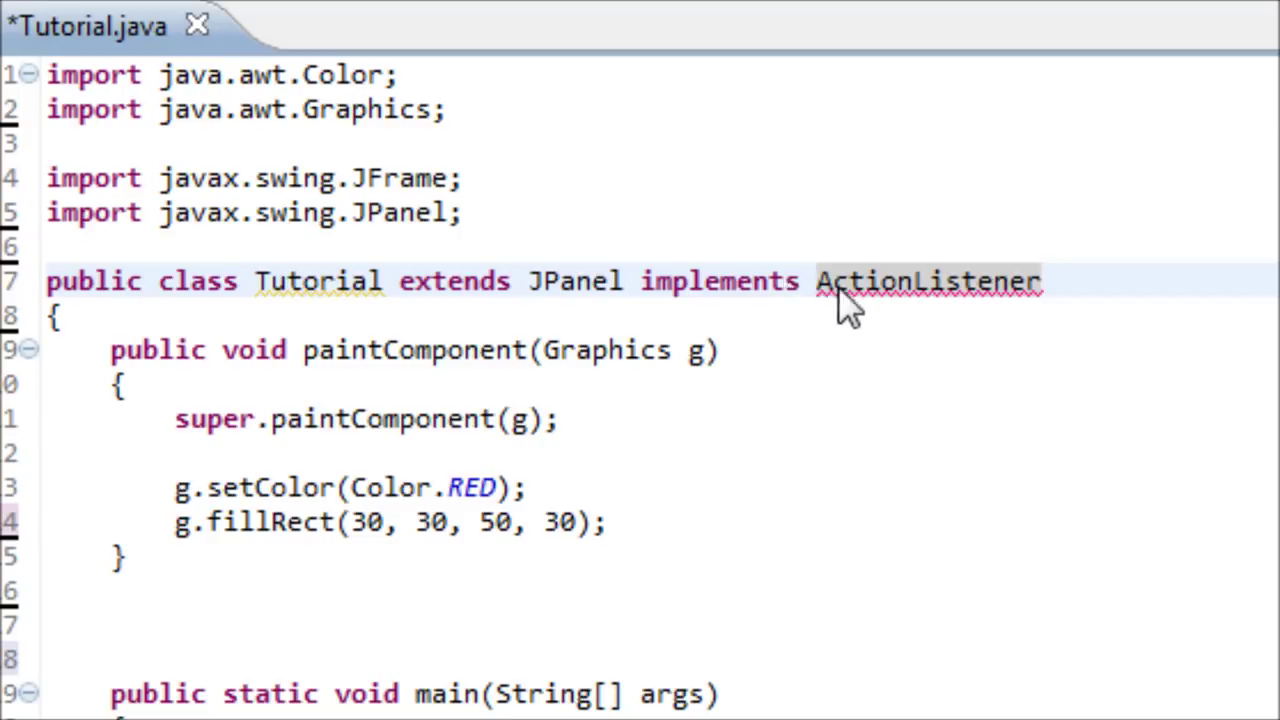 *Tutorial.java
1 import java.awt.Color;
2 import java.awt.Graphics;
3
4 import javax.swing.JFrame;
5 import javax.swing.JPanel;
6
7 public class Tutorial extends JPanel implements ActionListener
8 {
9 public void paintComponent(Graphics g)
0 {
1 super.paintComponent(g);
2
3 g.setColor(Color.RED);
4 g.fillRect(30, 30, 50, 30);
5 }
6
7
8
9 public static void main(String[] args)